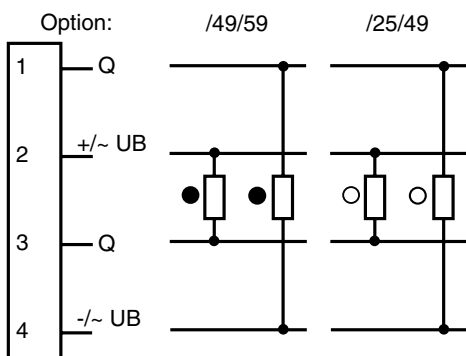 Option: /49/59 /25/49
1 Q
2 +/~ UB
3 Q
4 -/~ UB